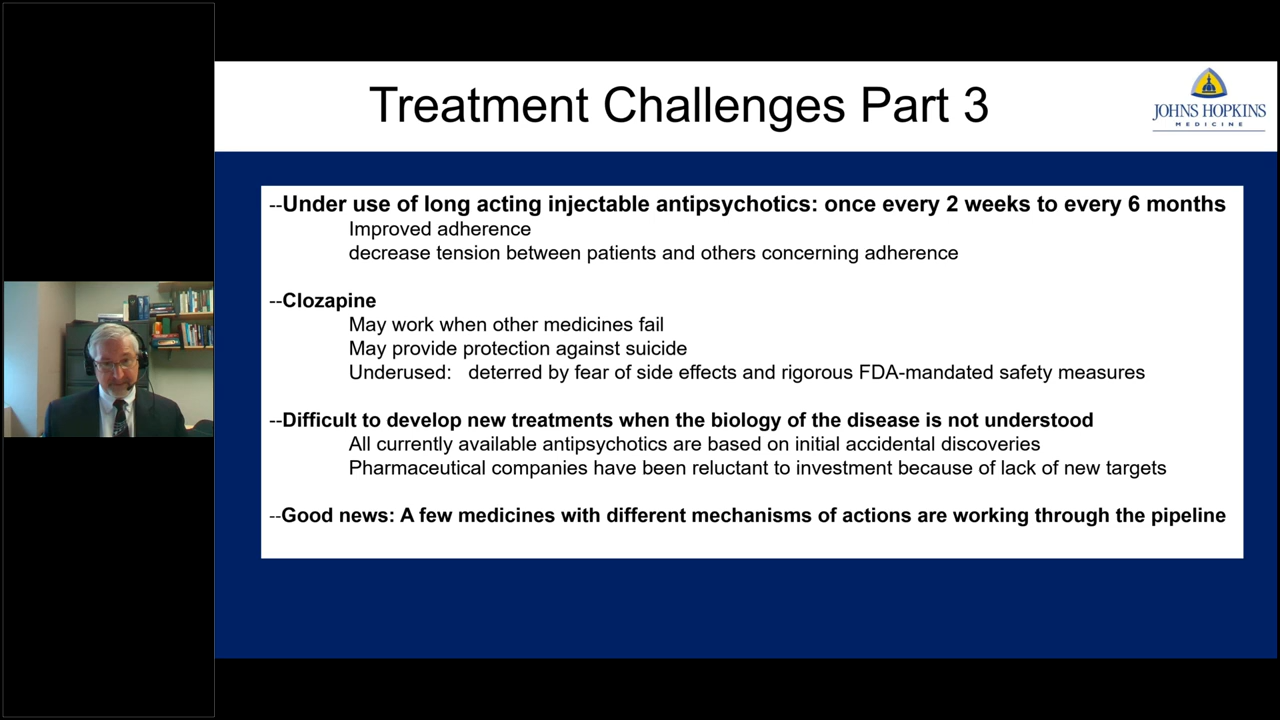 Treatment Challenges Part 3
JOHNS HOPKINS
MEDICINE
--Under use of long acting injectable antipsychotics: once every 2 weeks to every 6 months
Improved adherence
decrease tension between patients and others concerning adherence
--Clozapine
May work when other medicines fail
May provide protection against suicide
Underused: deterred by fear of side effects and rigorous FDA-mandated safety measures
--Difficult to develop new treatments when the biology of the disease is not understood
All currently available antipsychotics are based on initial accidental discoveries
Pharmaceutical companies have been reluctant to investment because of lack of new targets
--Good news: A few medicines with different mechanisms of actions are working through the pipeline